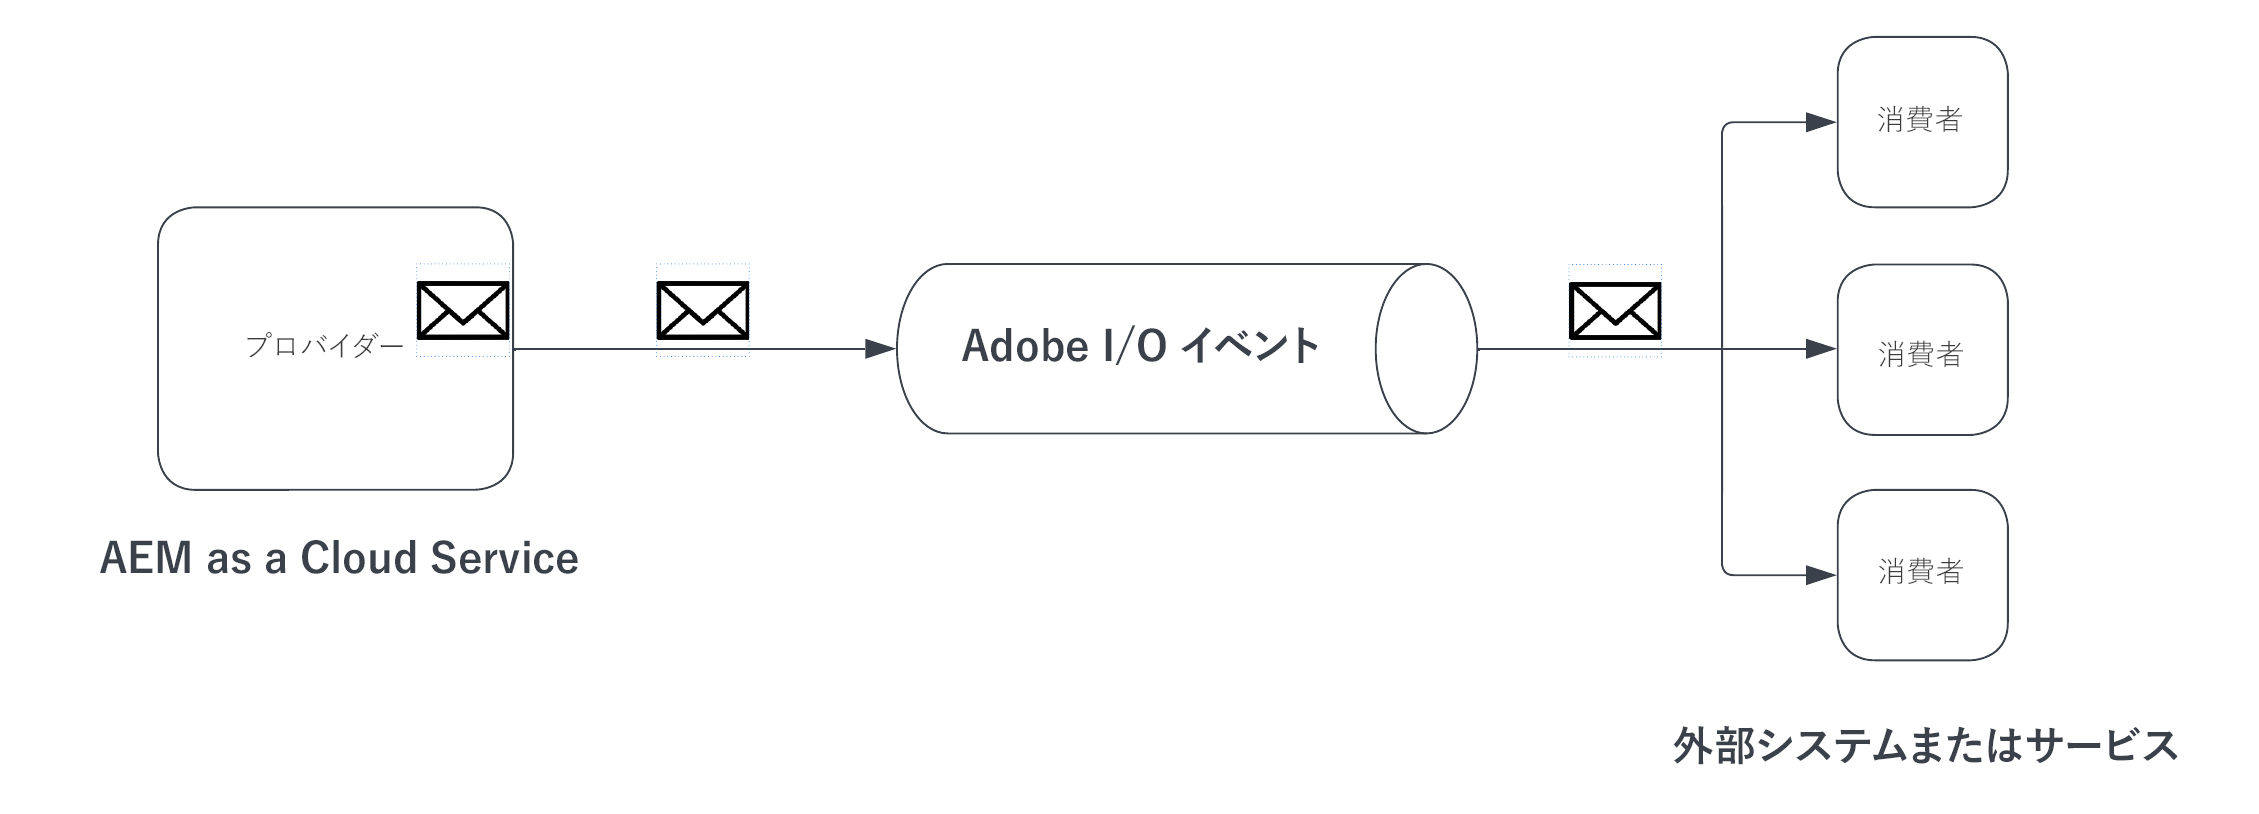 プロバイダー
AEM as a Cloud Service
Adobe I/O イベント
消費者
消費者
消費者
外部システムまたはサービス